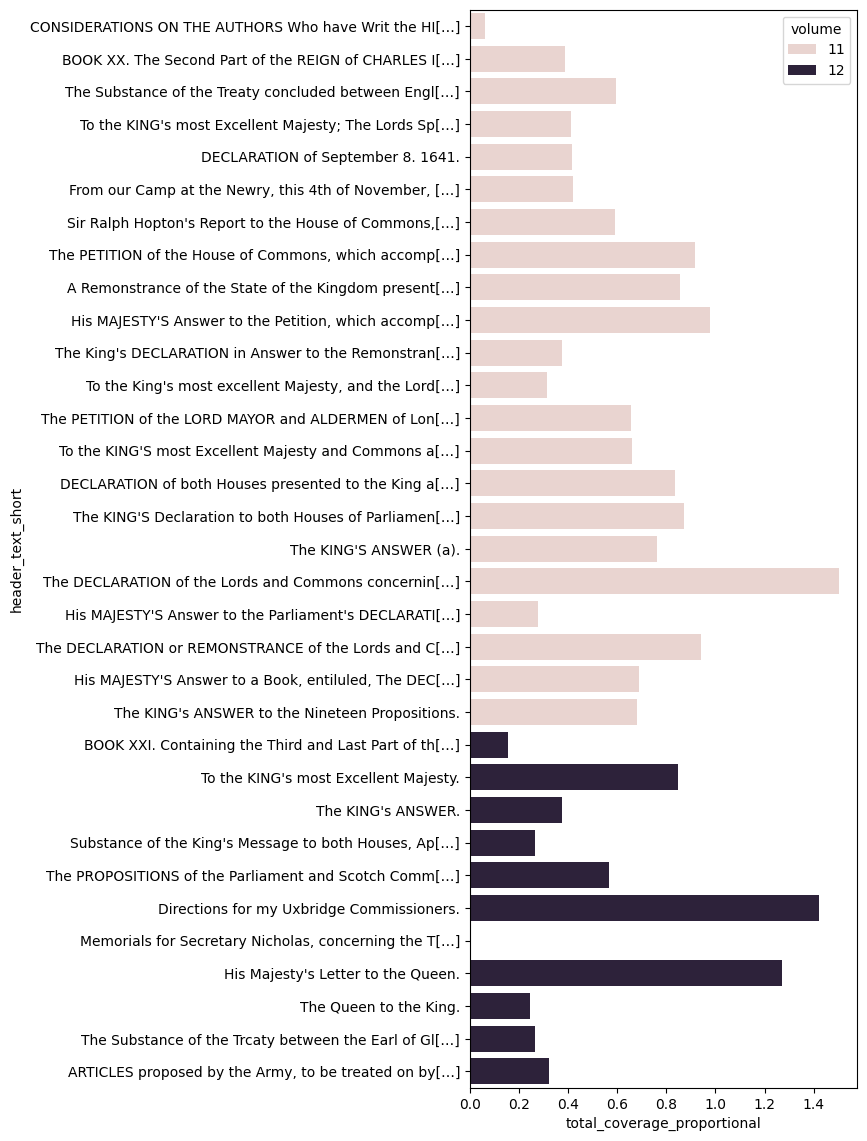 CONSIDERATIONS ON THE AUTHORS Who have Writ the HI[...]
BOOK XX. The Second Part of the REIGN of CHARLES I[...]
The Substance of the Treaty concluded between Engl[...]
To the KING's most Excellent Majesty; The Lords Sp[...]
DECLARATION of September 8. 1641.
From our Camp at the Newry, this 4th of November, [...]
Sir Ralph Hopton's Report to the House of Commons,[...]
The PETITION of the House of Commons, which accomp[...]
A Remonstrance of the State of the Kingdom present[...]
His MAJESTY'S Answer to the Petition, which accomp[...]
The King's DECLARATION in Answer to the Remonstran[...]
To the King's most excellent Majesty, and the Lord[...]
The PETITION of the LORD MAYOR and ALDERMEN of Lon[...]
To the KING'S most Excellent Majesty and Commons a[...]
DECLARATION of both Houses presented to the King a[...]
The KING'S Declaration to both Houses of Parliamen[...]
The KING'S ANSWER (a).
The DECLARATION of the Lords and Commons concernin[...]
His MAJESTY'S Answer to the Parliament's DECLARATI[...]
The DECLARATION or REMONSTRANCE of the Lords and C[...]
His MAJESTY'S Answer to a Book, entiluled, The DEC[...]
The KING's ANSWER to the Nineteen Propositions.
BOOK XXI. Containing the Third and Last Part of th[...]
To the KING's most Excellent Majesty.
The KING's ANSWER.
Substance of the King's Message to both Houses, Ap[...]
The PROPOSITIONS of the Parliament and Scotch Comm[...]
Directions for my Uxbridge Commissioners.
Memorials for Secretary Nicholas, concerning the T[...]
His Majesty's Letter to the Queen.
The Queen to the King.
The Substance of the Trcaty between the Earl of Gl[...]
ARTICLES proposed by the Army, to be treated on by[...]
header_text_short
volume
11
12
0.0 0.2 0.4 0.6 0.8 1.0 1.2 1.4
total_coverage_proportional